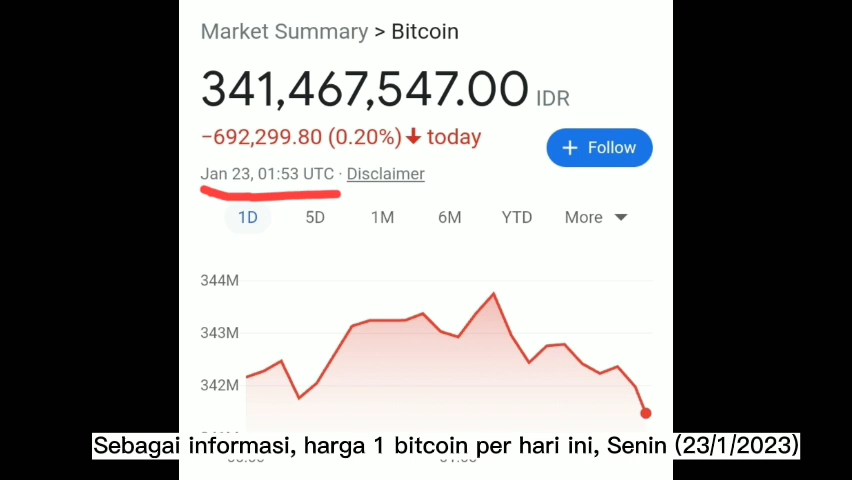 Market Summary > Bitcoin
341,467,547.00 IDR
−692,299.80 (0.20%) ↓ today
+ Follow
Jan 23, 01:53 UTC · Disclaimer
1D 5D 1M 6M YTD More
344M
343M
342M
Sebagai informasi, harga 1 bitcoin per hari ini, Senin (23/1/2023)